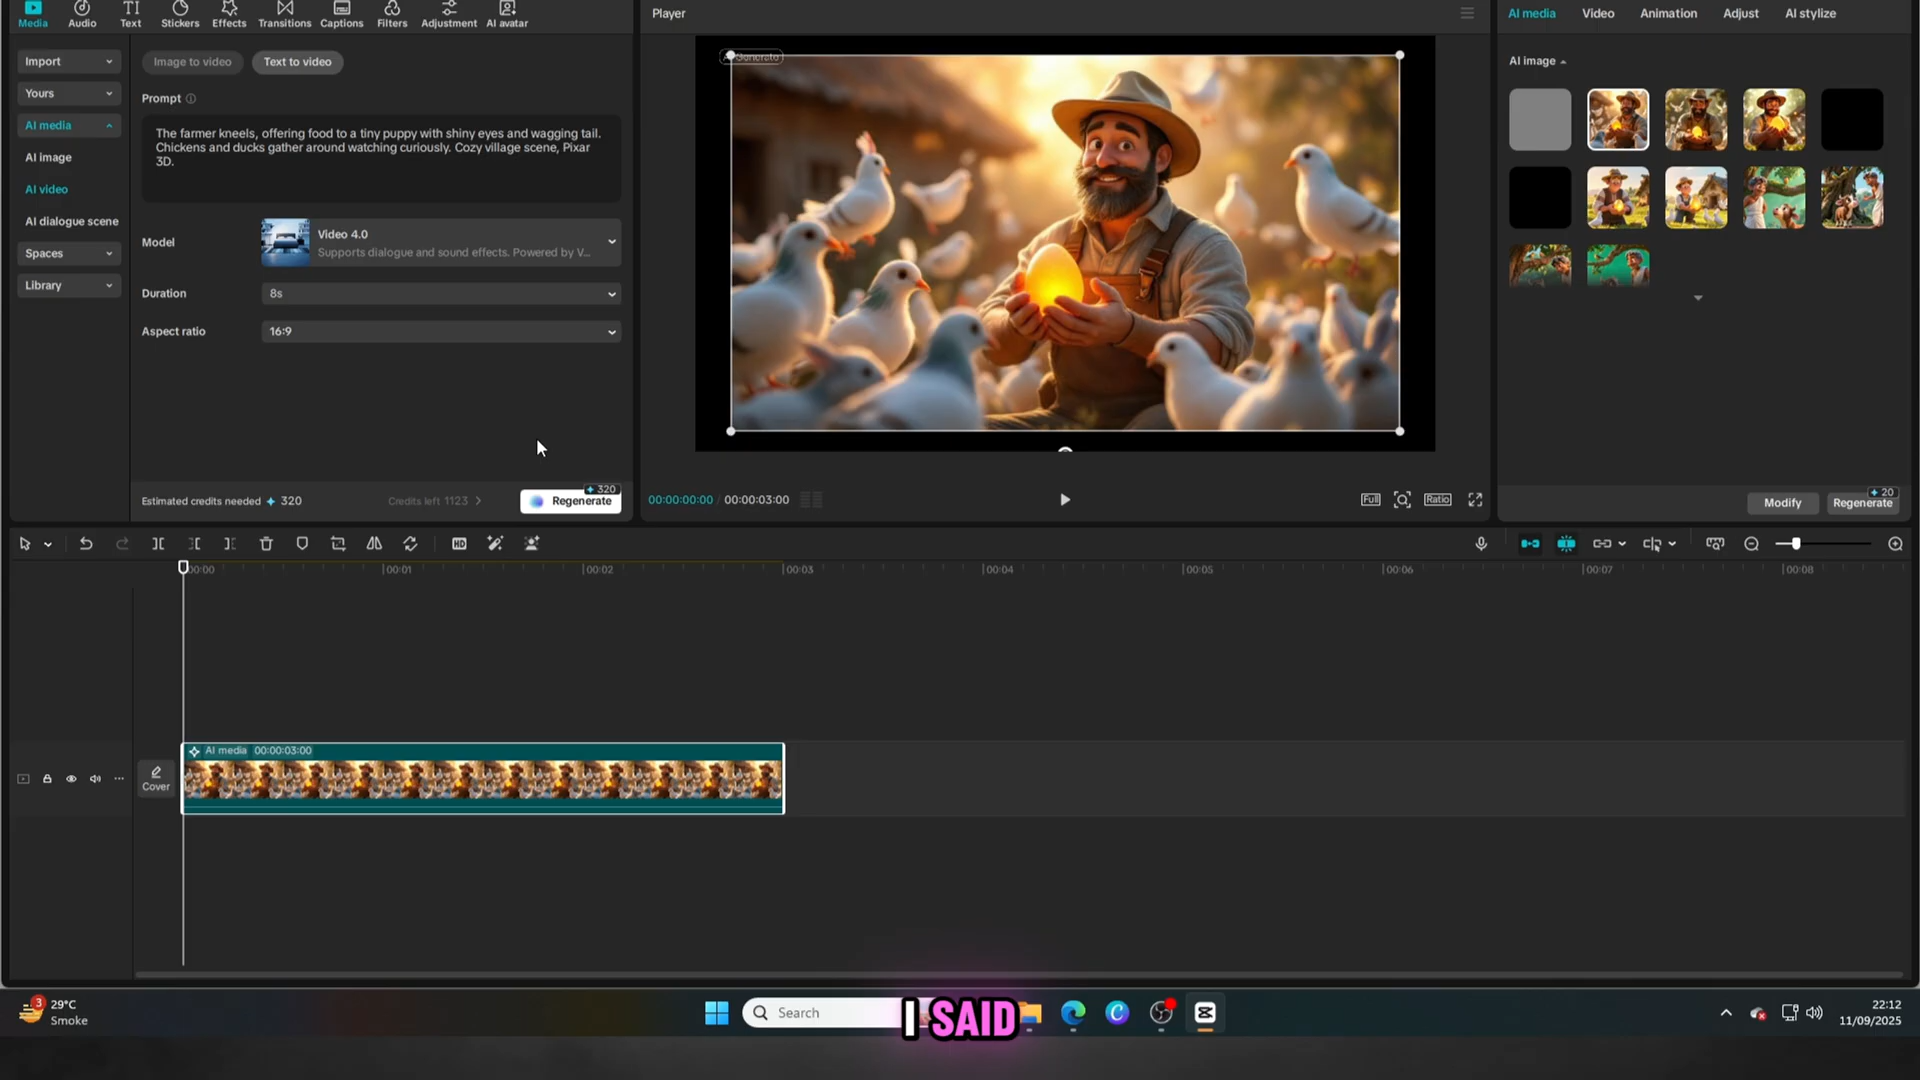 Media
Audio
Text
Stickers
Effects
Transitions
Captions
Filters
Adjustment
AI avatar
Import
Yours
AI media
AI image
AI video
AI dialogue scene
Spaces
Library
Image to video
Text to video
Prompt
The farmer kneels, offering food to a tiny puppy with shiny eyes and wagging tail.
Chickens and ducks gather around watching curiously. Cozy village scene, Pixar
3D.
Model
Video 4.0
Supports dialogue and sound effects. Powered by V...
Duration
8s
Aspect ratio
16:9
Estimated credits needed 320
Credits left 1123
320
Regenerate
Player
00:00:00:00 / 00:00:03:00
Full
Ratio
AI media
Video
Animation
Adjust
AI stylize
AI image
Modify
20
Regenerate
HD
00:00
00:01
00:02
00:03
00:04
00:05
00:06
00:07
00:08
Cover
AI media 00:00:03:00
3
29°C
Smoke
Search
I SAID
22:12
11/09/2025